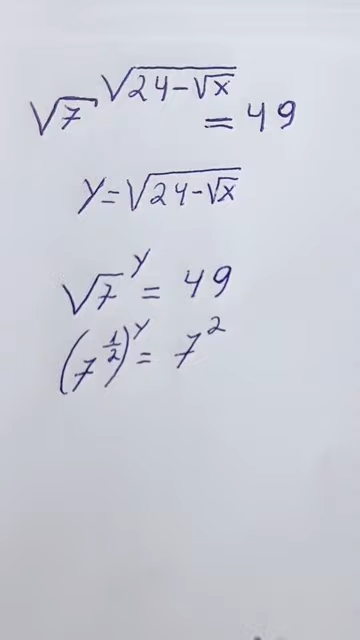 √7^√(24-√x) = 49
y=√(24-√x)
√7^y = 49
(7^(1/2))^y = 7^2